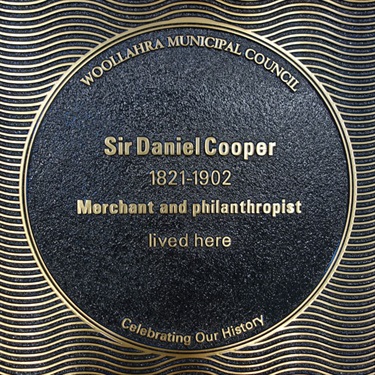 WOOLLAHRA MUNICIPAL COUNCIL
Sir Daniel Cooper
1821-1902
Merchant and philanthropist
lived here
Celebrating Our History